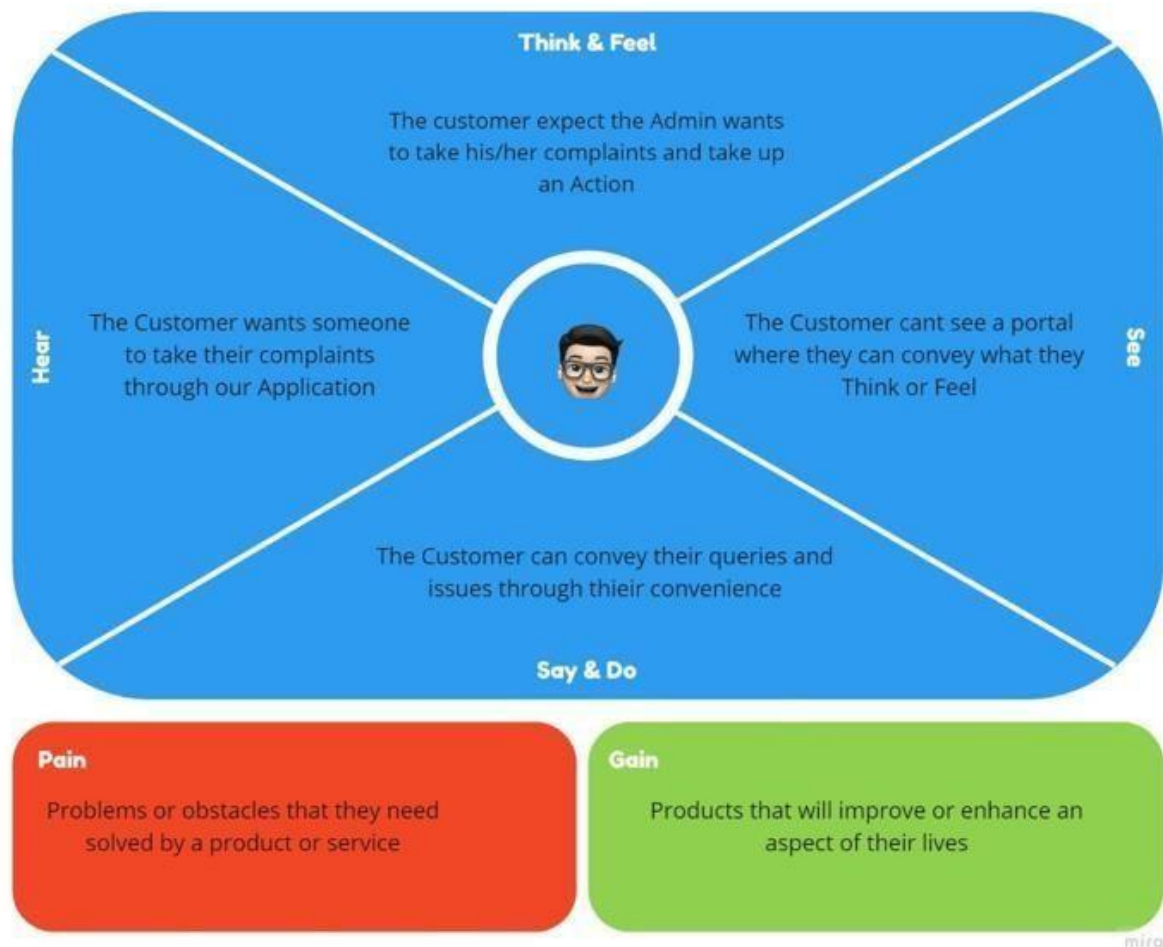 Think & Feel
The customer expect the Admin wants
to take his/her complaints and take up
an Action
Hear
The Customer wants someone
to take their complaints
through our Application
The Customer cant see a portal
where they can convey what they
Think or Feel
See
The Customer can convey their queries and
issues through thieir convenience
Say & Do
Pain
Problems or obstacles that they need
solved by a product or service
Gain
Products that will improve or enhance an
aspect of their lives
miro